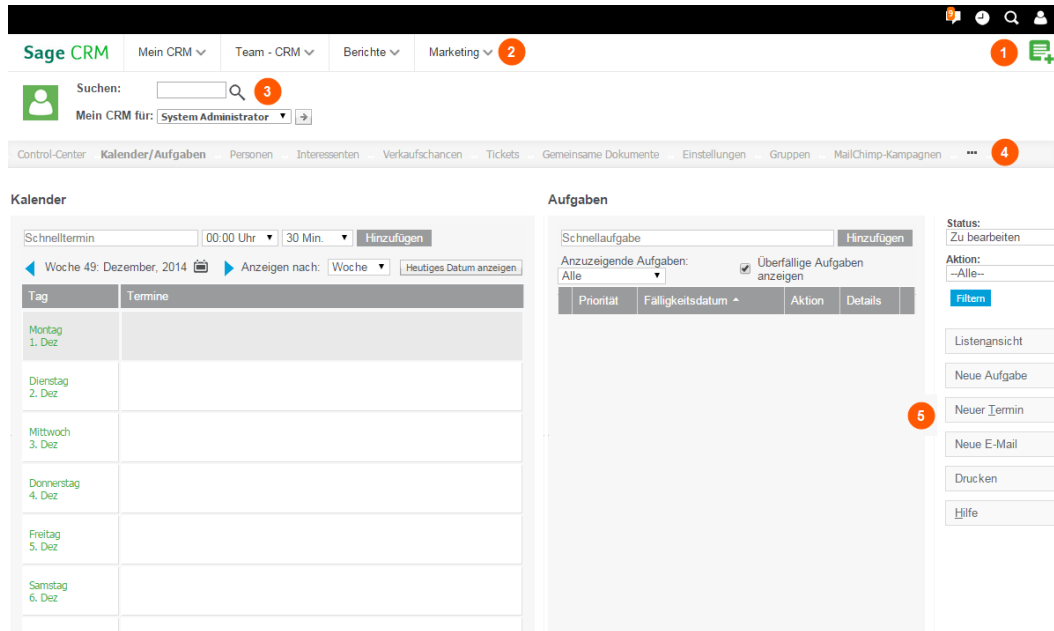 9
Sage CRM Mein CRM Team - CRM Berichte Marketing 2 1
Suchen: 3
Mein CRM für: System Administrator
Control-Center Kalender/Aufgaben Personen Interessenten Verkaufschancen Tickets Gemeinsame Dokumente Einstellungen Gruppen MailChimp-Kampagnen ... 4
Kalender
Schnelltermin 00:00 Uhr 30 Min. Hinzufügen
Woche 49: Dezember, 2014 Anzeigen nach: Woche Heutiges Datum anzeigen
Tag Termine
Montag
1. Dez
Dienstag
2. Dez
Mittwoch
3. Dez
Donnerstag
4. Dez
Freitag
5. Dez
Samstag
6. Dez
Aufgaben
Schnellaufgabe Hinzufügen
Anzuzeigende Aufgaben:
Alle
Überfällige Aufgaben
anzeigen
Priorität Fälligkeitsdatum Aktion Details
Status:
Zu bearbeiten
Aktion:
--Alle--
Filtern
Listenansicht
Neue Aufgabe
5 Neuer Termin
Neue E-Mail
Drucken
Hilfe